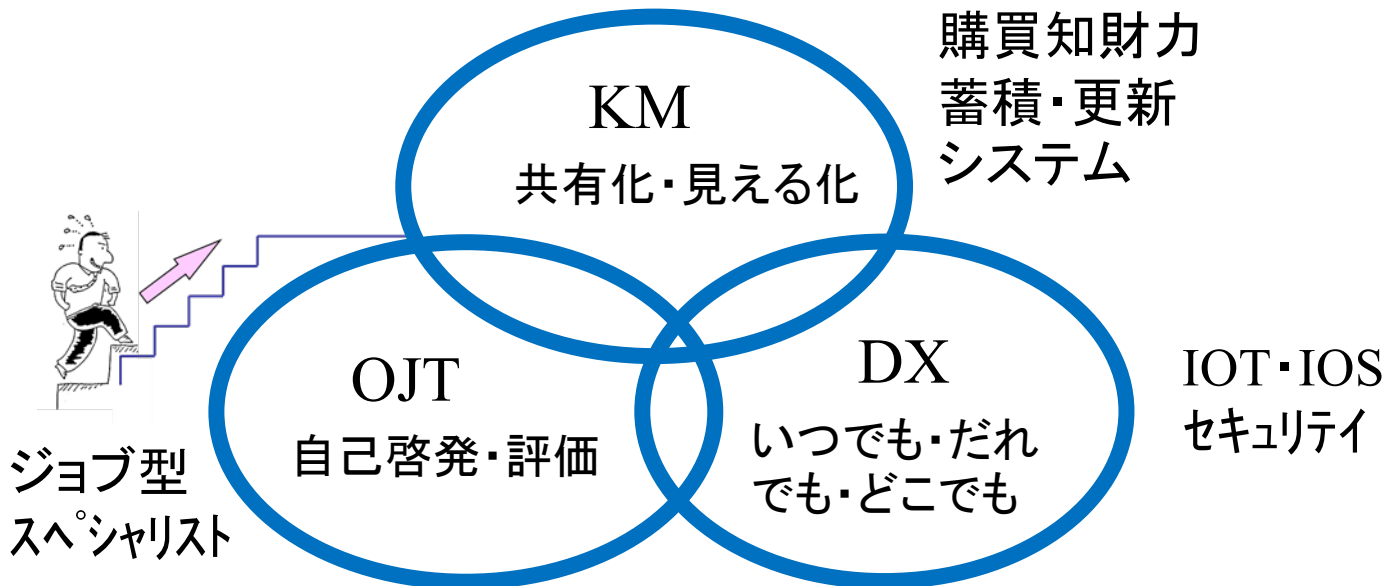 KM
共有化・見える化
購買知財力
蓄積・更新
システム
OJT
自己啓発・評価
DX
いつでも・だれ
でも・どこでも
IOT・IOS
セキュリテイ
ジョブ型
スペシャリスト